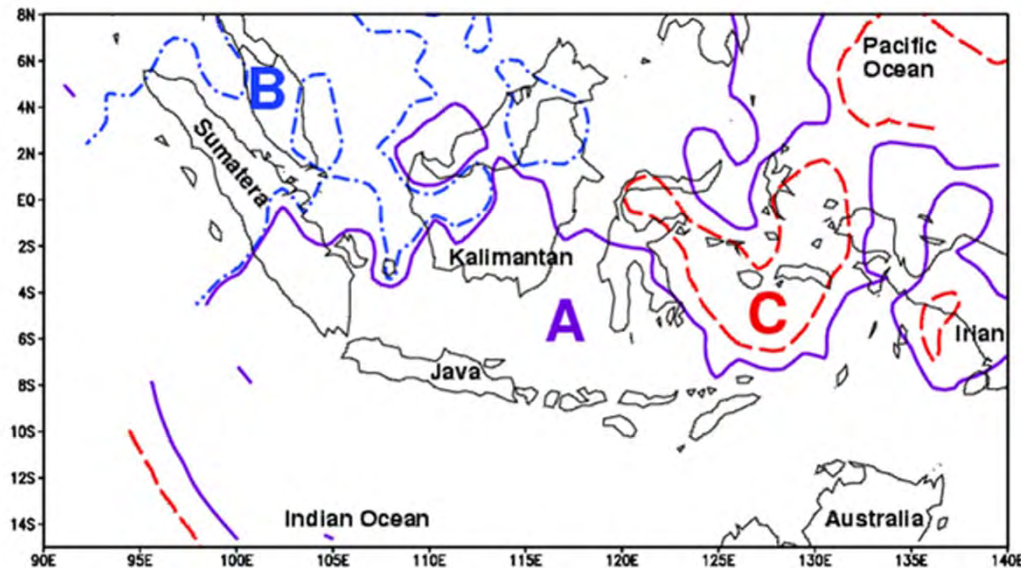 8N
6N
4N
2N
EQ
2S
4S
6S
8S
10S
12S
14S
Pacific
Ocean
B
Sumatera
Kalimantan
A
C
Irian
Java
Indian Ocean
Australia
90E 95E 100E 105E 110E 115E 120E 125E 130E 135E 140E